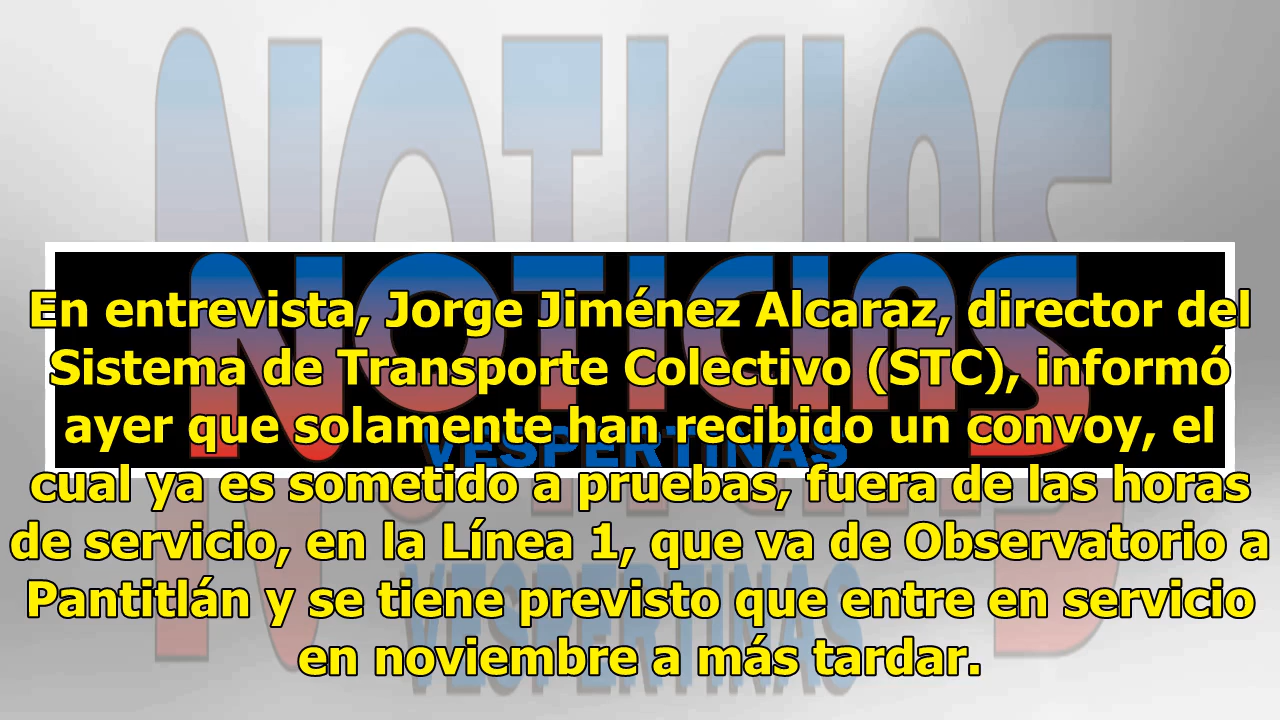 NOTICIAS
NOTICIAS
En entrevista, Jorge Jiménez Alcaraz, director del
Sistema de Transporte Colectivo (STC), informó
ayer que solamente han recibido un convoy, el
VESPERTINAS
cual ya es sometido a pruebas, fuera de las horas
de servicio, en la Línea 1, que va de Observatorio a
Pantitlán y se tiene previsto que entre en servicio
VESPERTINAS
en noviembre a más tardar.